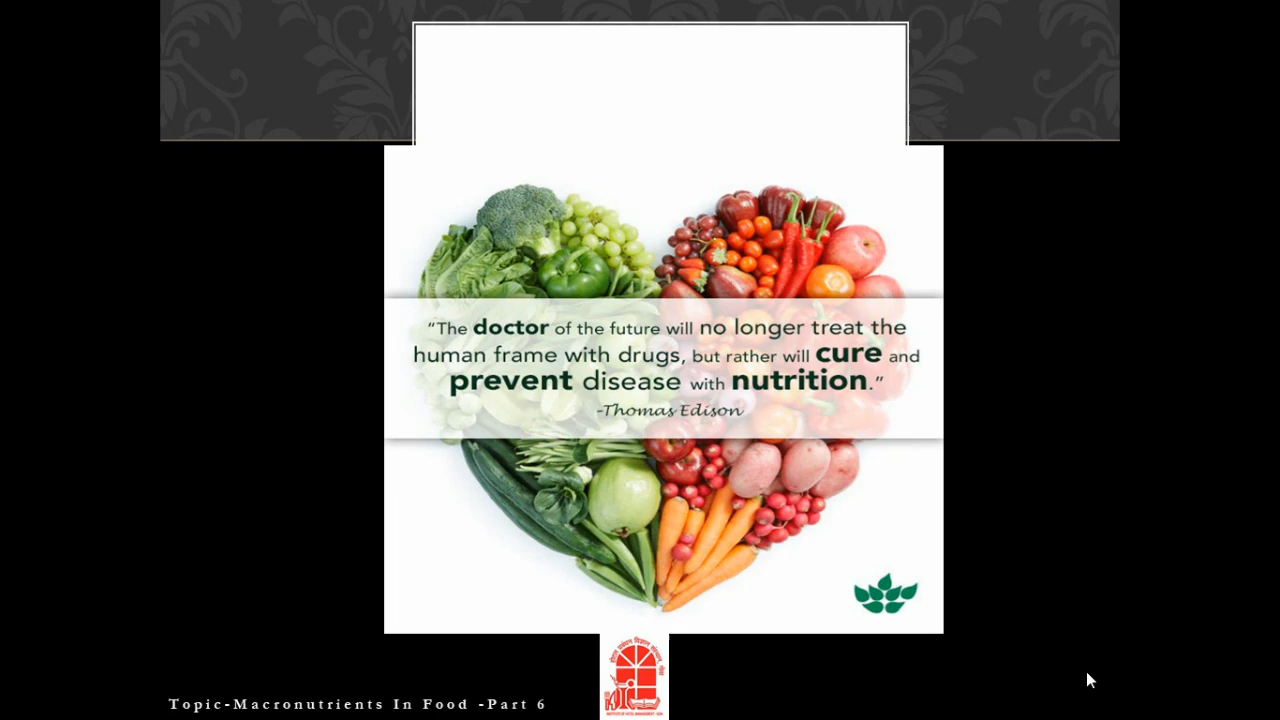 “The doctor of the future will no longer treat the
human frame with drugs, but rather will cure and
prevent disease with nutrition.”
-Thomas Edison
Topic-Macronutrients In Food -Part 6